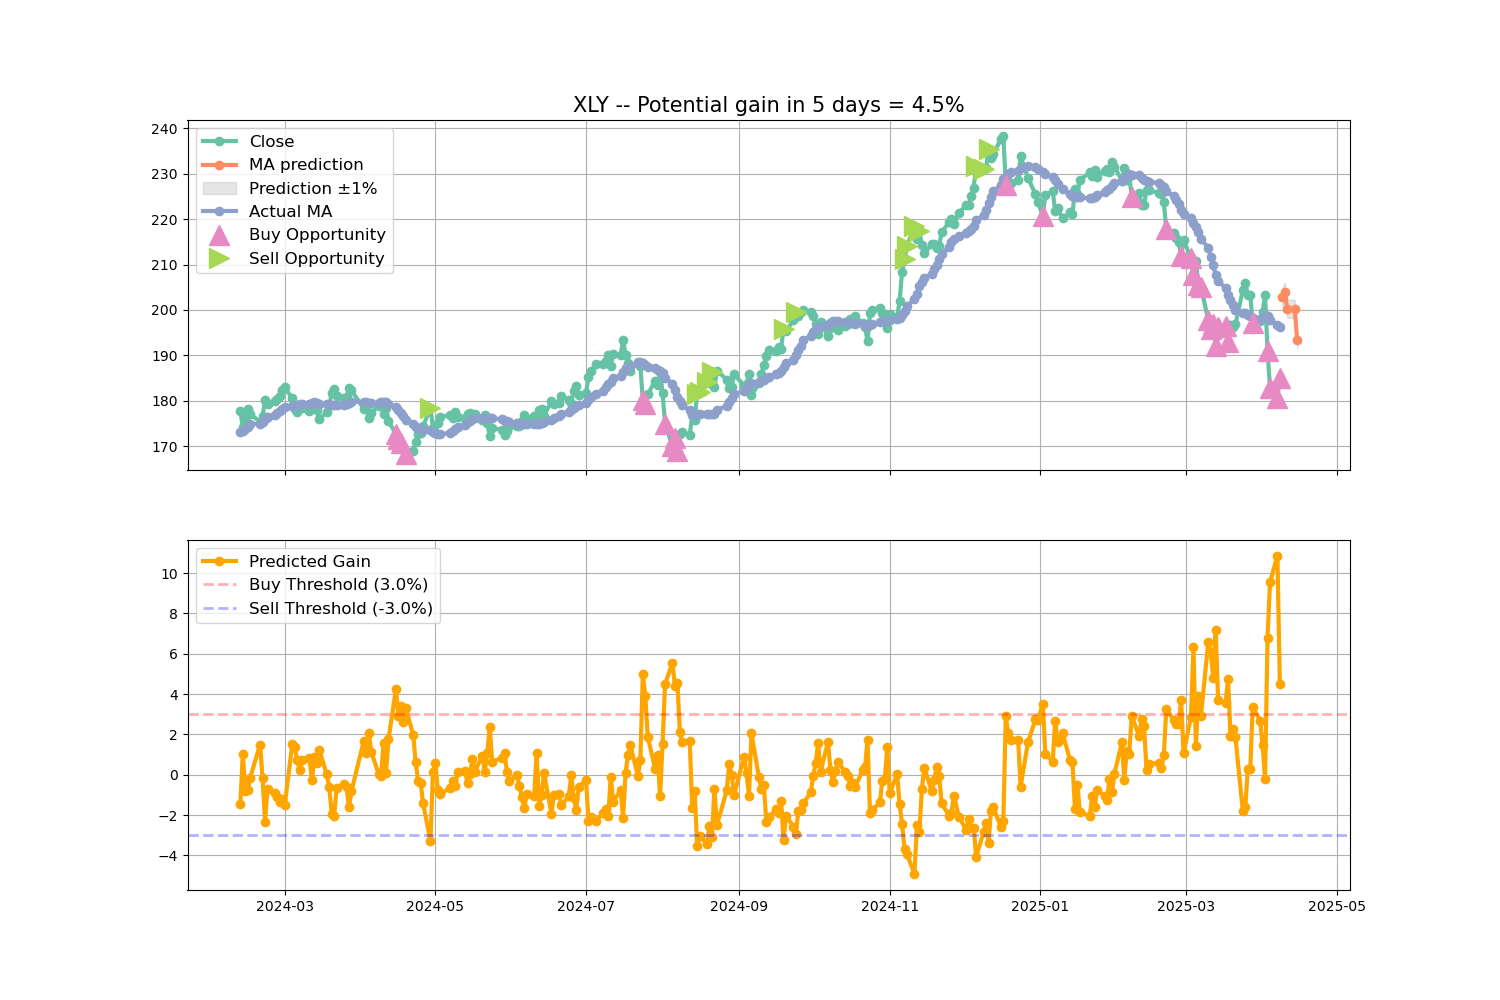 XLY -- Potential gain in 5 days = 4.5%
240
230
220
210
200
190
180
170
Close
MA prediction
Prediction ±1%
Actual MA
Buy Opportunity
Sell Opportunity
10
8
6
4
2
0
−2
−4
Predicted Gain
Buy Threshold (3.0%)
Sell Threshold (-3.0%)
2024-03
2024-05
2024-07
2024-09
2024-11
2025-01
2025-03
2025-05